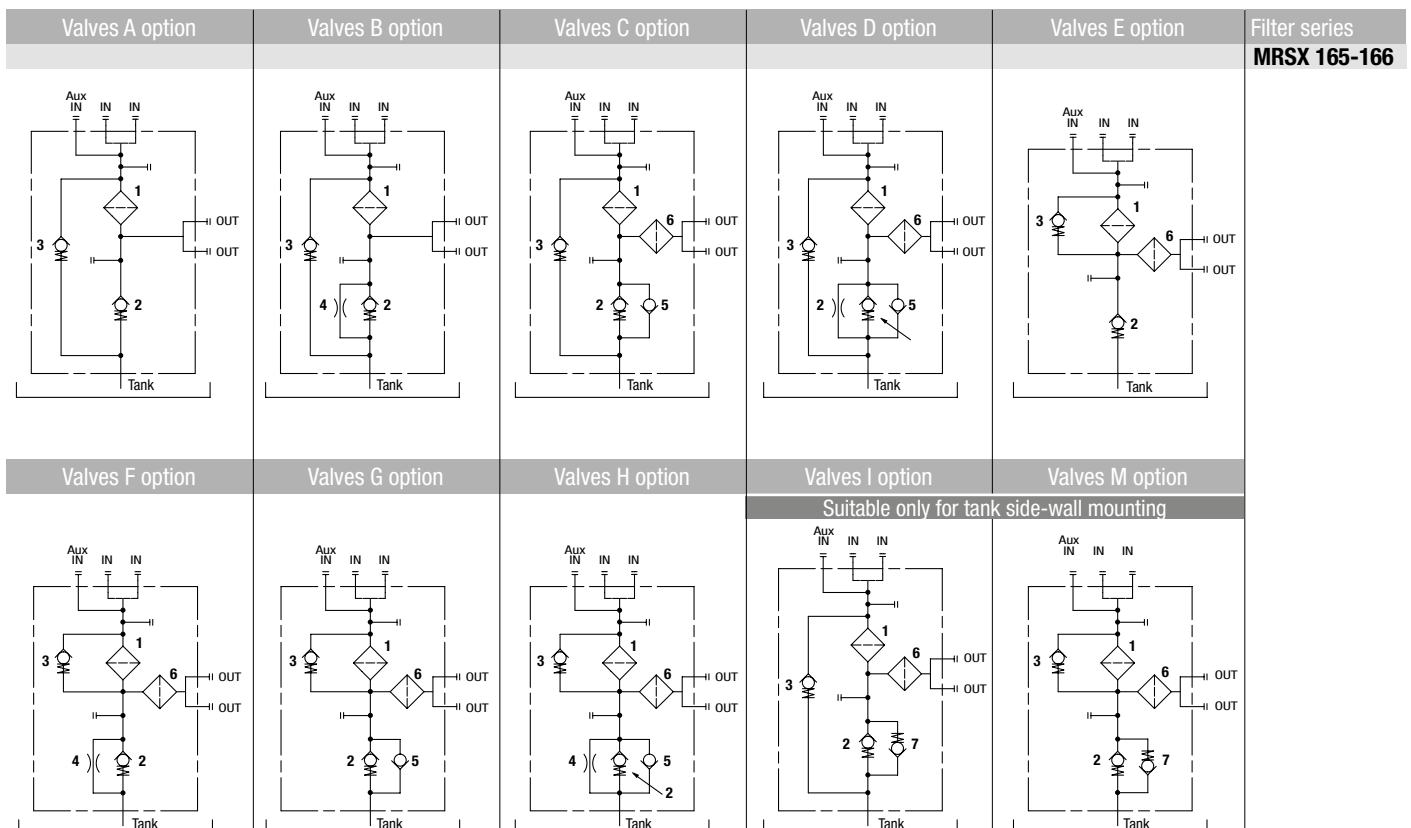 Valves A option
Valves B option
Valves C option
Valves D option
Valves E option
Filter series
MRSX 165-166
Aux
IN IN IN
1
3
OUT
OUT
2
Tank
Aux
IN IN IN
1
3
OUT
OUT
4 2
Tank
Aux
IN IN IN
1
6
3
OUT
OUT
2 5
Tank
Aux
IN IN IN
1
6
3
OUT
OUT
2 5
Tank
Aux
IN IN IN
1
3
6
OUT
OUT
2
Tank
Valves F option
Valves G option
Valves H option
Valves I option
Valves M option
Suitable only for tank side-wall mounting
Aux
IN IN IN
1
3
6
OUT
OUT
4 2
Tank
Aux
IN IN IN
1
3
6
OUT
OUT
2 5
Tank
Aux
IN IN IN
1
3
6
OUT
OUT
4 5
2
Tank
Aux
IN IN IN
1
6
3
OUT
OUT
2 7
Tank
Aux
IN IN IN
1
3
6
OUT
OUT
2 7
Tank